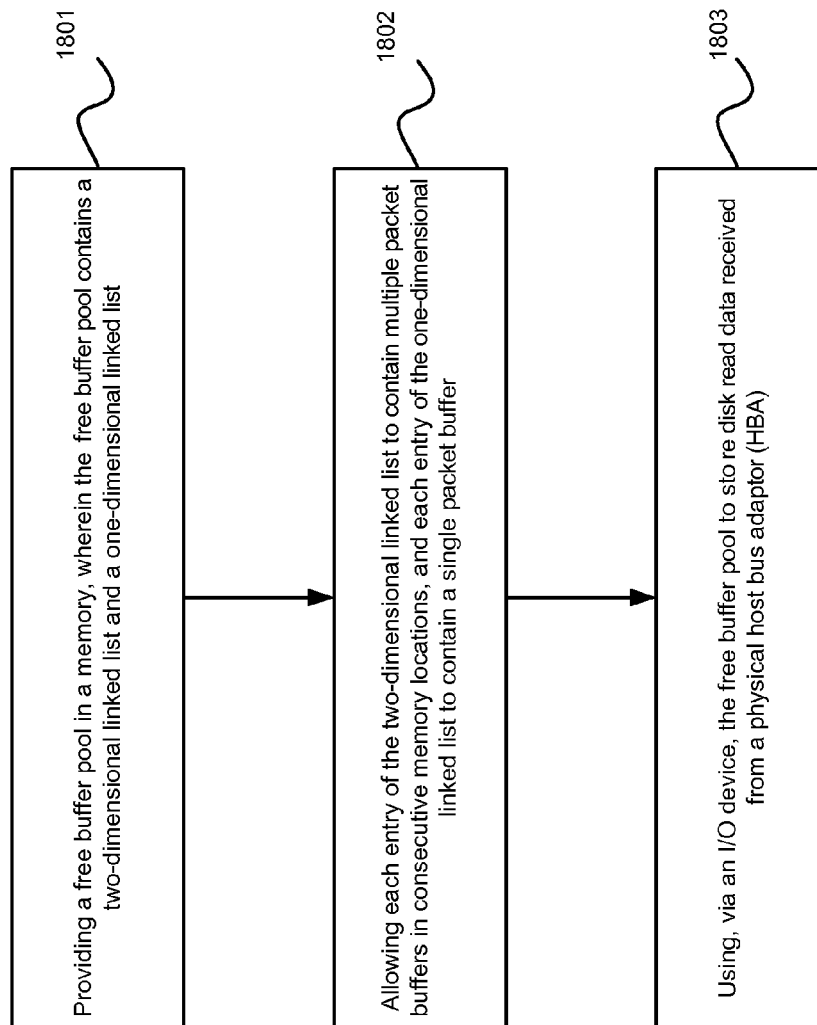 1801
Providing a free buffer pool in a memory, wherein the free buffer pool contains a
two-dimensional linked list and a one-dimensional linked list
1802
Allowing each entry of the two-dimensional linked list to contain multiple packet
buffers in consecutive memory locations, and each entry of the one-dimensional
linked list to contain a single packet buffer
1803
Using, via an I/O device, the free buffer pool to sto re disk read data received
from a physical host bus adaptor (HBA)